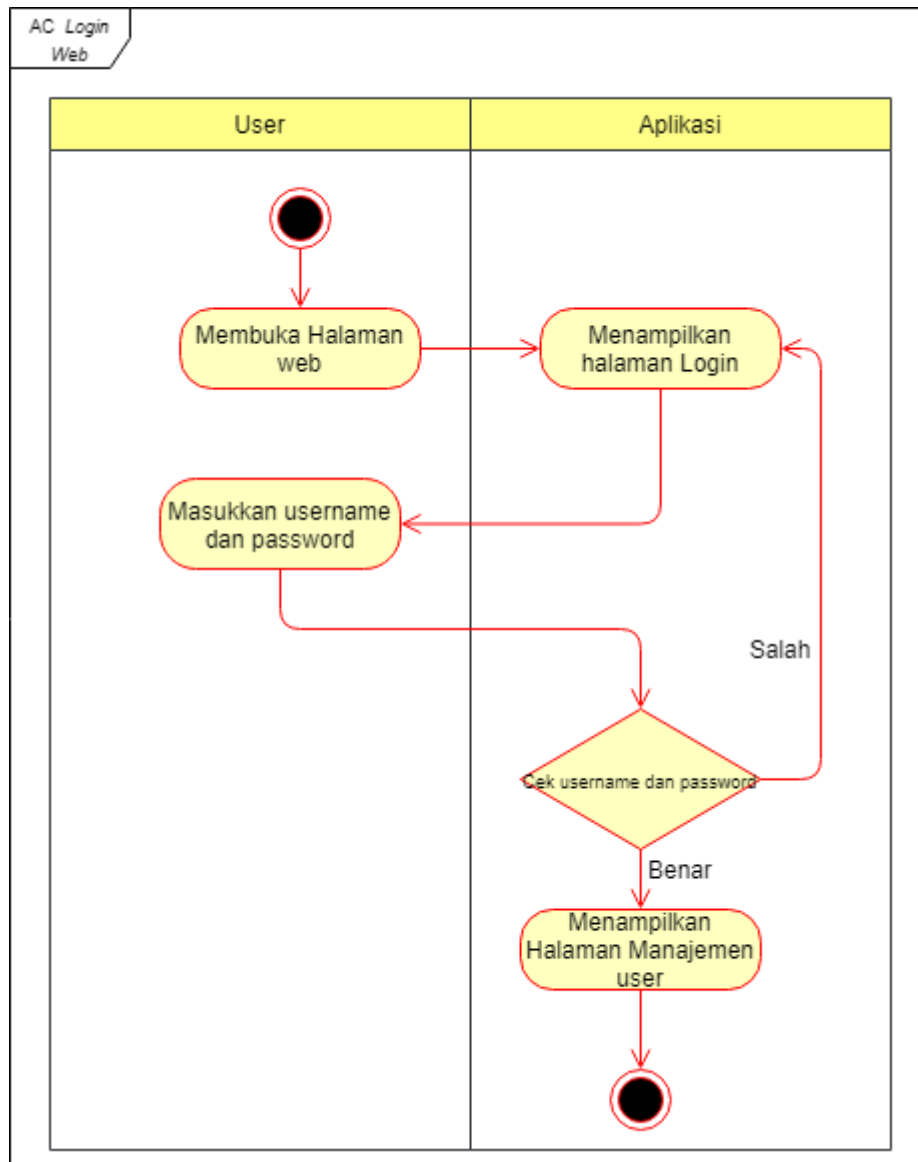 AC Login
Web
User
Aplikasi
Membuka Halaman
web
Menampilkan
halaman Login
Masukkan username
dan password
Salah
Cek username dan password
Benar
Menampilkan
Halaman Manajemen
user